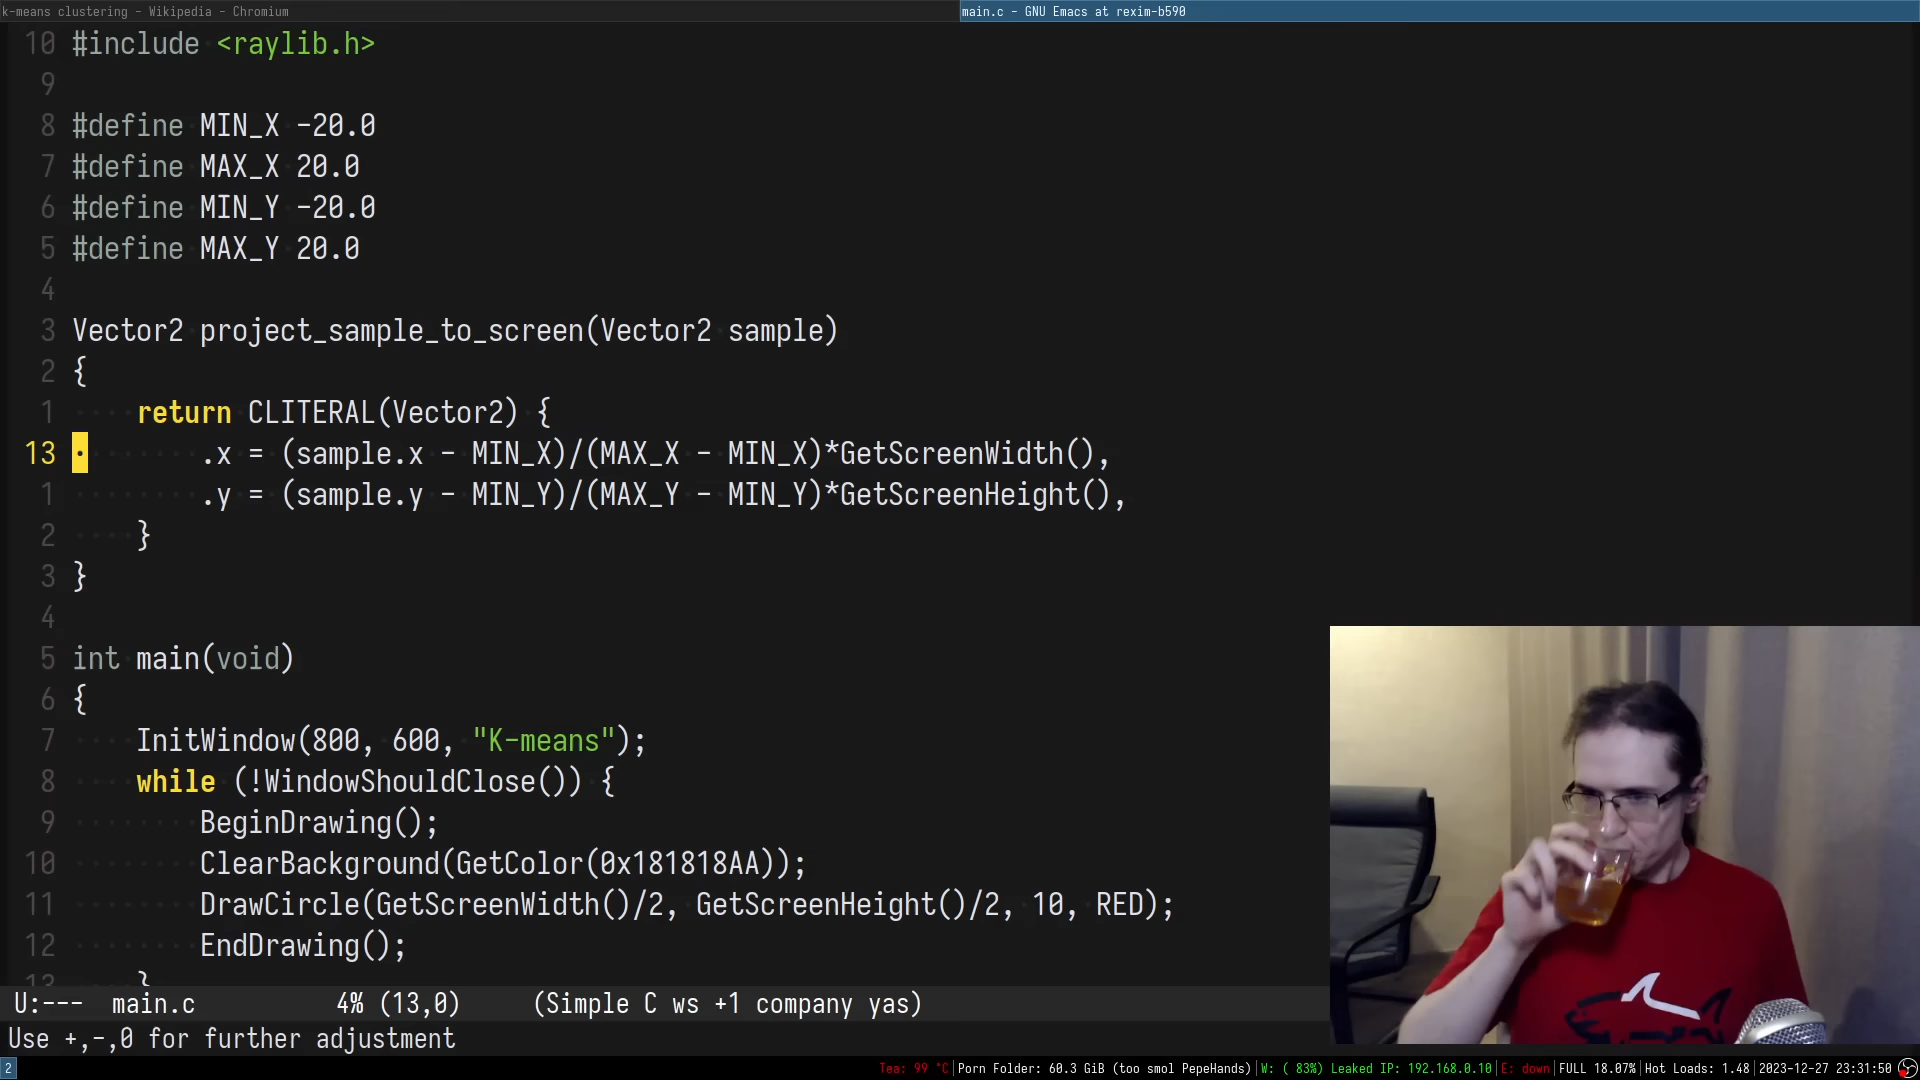 k-means clustering - Wikipedia - Chromium
main.c - GNU Emacs at rexim-b590
10 #include <raylib.h>
9
8 #define MIN_X -20.0
7 #define MAX_X 20.0
6 #define MIN_Y -20.0
5 #define MAX_Y 20.0
4
3 Vector2 project_sample_to_screen(Vector2 sample)
2 {
1     return CLITERAL(Vector2) {
13         .x = (sample.x - MIN_X)/(MAX_X - MIN_X)*GetScreenWidth(),
1         .y = (sample.y - MIN_Y)/(MAX_Y - MIN_Y)*GetScreenHeight(),
2     }
3 }
4
5 int main(void)
6 {
7     InitWindow(800, 600, "K-means");
8     while (!WindowShouldClose()) {
9         BeginDrawing();
10         ClearBackground(GetColor(0x181818AA));
11         DrawCircle(GetScreenWidth()/2, GetScreenHeight()/2, 10, RED);
12         EndDrawing();
13     }
U:--- main.c 4% (13,0) (Simple C ws +1 company yas)
Use +,-,0 for further adjustment
2 Tea: 99 °C|Porn Folder: 60.3 GiB (too smol PepeHands)|W: ( 83%) Leaked IP: 192.168.0.10|E: down|FULL 18.07%|Hot Loads: 1.48|2023-12-27 23:31:50